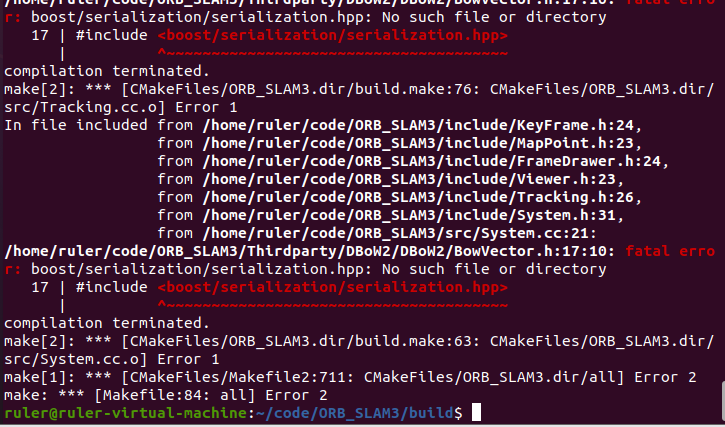 /home/ruler/code/ORB_SLAM3/Thirdparty/DBoW2/DBoW2/BowVector.h:17:10: fatal erro
r: boost/serialization/serialization.hpp: No such file or directory
17 | #include <boost/serialization/serialization.hpp>
| ^~~~~~~~~~~~~~~~~~~~~~~~~~~~~~~~~~~~~~~
compilation terminated.
make[2]: *** [CMakeFiles/ORB_SLAM3.dir/build.make:76: CMakeFiles/ORB_SLAM3.dir/
src/Tracking.cc.o] Error 1
In file included from /home/ruler/code/ORB_SLAM3/include/KeyFrame.h:24,
from /home/ruler/code/ORB_SLAM3/include/MapPoint.h:23,
from /home/ruler/code/ORB_SLAM3/include/FrameDrawer.h:24,
from /home/ruler/code/ORB_SLAM3/include/Viewer.h:23,
from /home/ruler/code/ORB_SLAM3/include/Tracking.h:26,
from /home/ruler/code/ORB_SLAM3/include/System.h:31,
from /home/ruler/code/ORB_SLAM3/src/System.cc:21:
/home/ruler/code/ORB_SLAM3/Thirdparty/DBoW2/DBoW2/BowVector.h:17:10: fatal erro
r: boost/serialization/serialization.hpp: No such file or directory
17 | #include <boost/serialization/serialization.hpp>
| ^~~~~~~~~~~~~~~~~~~~~~~~~~~~~~~~~~~~~~~
compilation terminated.
make[2]: *** [CMakeFiles/ORB_SLAM3.dir/build.make:63: CMakeFiles/ORB_SLAM3.dir/
src/System.cc.o] Error 1
make[1]: *** [CMakeFiles/Makefile2:711: CMakeFiles/ORB_SLAM3.dir/all] Error 2
make: *** [Makefile:84: all] Error 2
ruler@ruler-virtual-machine:~/code/ORB_SLAM3/build$